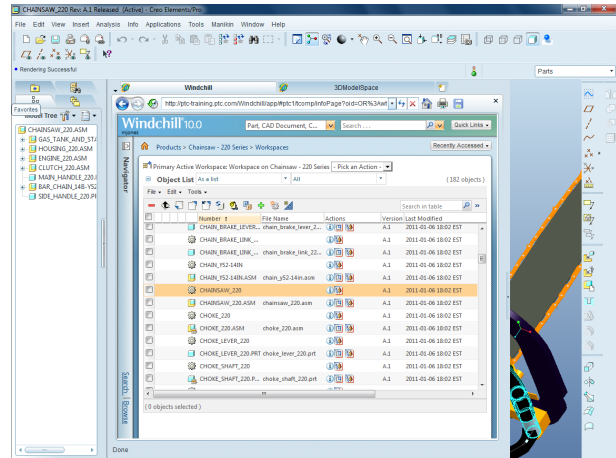 CHAINSAW_220 Rev: A.1 Released (Active) - Creo Elements/Pro
File Edit View Insert Analysis Info Applications Tools Manikin Window Help
• Rendering Successful
Parts
Favorites
Model Tree
CHAINSAW_220.ASM
GAS_TANK_AND_STA
HOUSING_220.ASM
ENGINE_220.ASM
CLUTCH_220.ASM
MAIN_HANDLE_220.
BAR_CHAIN_14B-YS2
SIDE_HANDLE_220.P
Windchill 3DModelSpace
http://ptc-training.ptc.com/Windchill/app/#ptc1/comp/infoPage?oid=OR%3Awt
Windchill 10.0
Part, CAD Document, C... Search... Quick Links
Products > Chainsaw - 220 Series > Workspaces
Recently Accessed
Navigator
Primary Active Workspace: Workspace on Chainsaw - 220 Series - Pick an Action -
Object List As a list * All (182 objects)
File Edit Tools
Search in table
Number File Name Actions Version Last Modified
CHAIN_BRAKE_LEVER... chain_brake_lever_2... A.1 2011-01-06 18:02 EST
CHAIN_BRAKE_LINK_... A.1 2011-01-06 18:02 EST
CHAIN_BRAKE_LINK_... chain_brake_link_22... A.1 2011-01-06 18:02 EST
CHAIN_Y52-14IN A.1 2011-01-06 18:02 EST
CHAIN_Y52-14IN.ASM chain_y52-14in.asm A.1 2011-01-06 18:02 EST
CHAINSAW_220 A.1 2011-01-06 18:02 EST
CHAINSAW_220.ASM chainsaw_220.asm A.1 2011-01-06 18:02 EST
CHOKE_220 A.1 2011-01-06 18:02 EST
CHOKE_220.ASM choke_220.asm A.1 2011-01-06 18:02 EST
CHOKE_LEVER_220 A.1 2011-01-06 18:02 EST
CHOKE_LEVER_220.PRT choke_lever_220.prt A.1 2011-01-06 18:02 EST
CHOKE_SHAFT_220 A.1 2011-01-06 18:02 EST
CHOKE_SHAFT_220.P... choke_shaft_220.prt A.1 2011-01-06 18:02 EST
Search
Browse
(0 objects selected)
Done